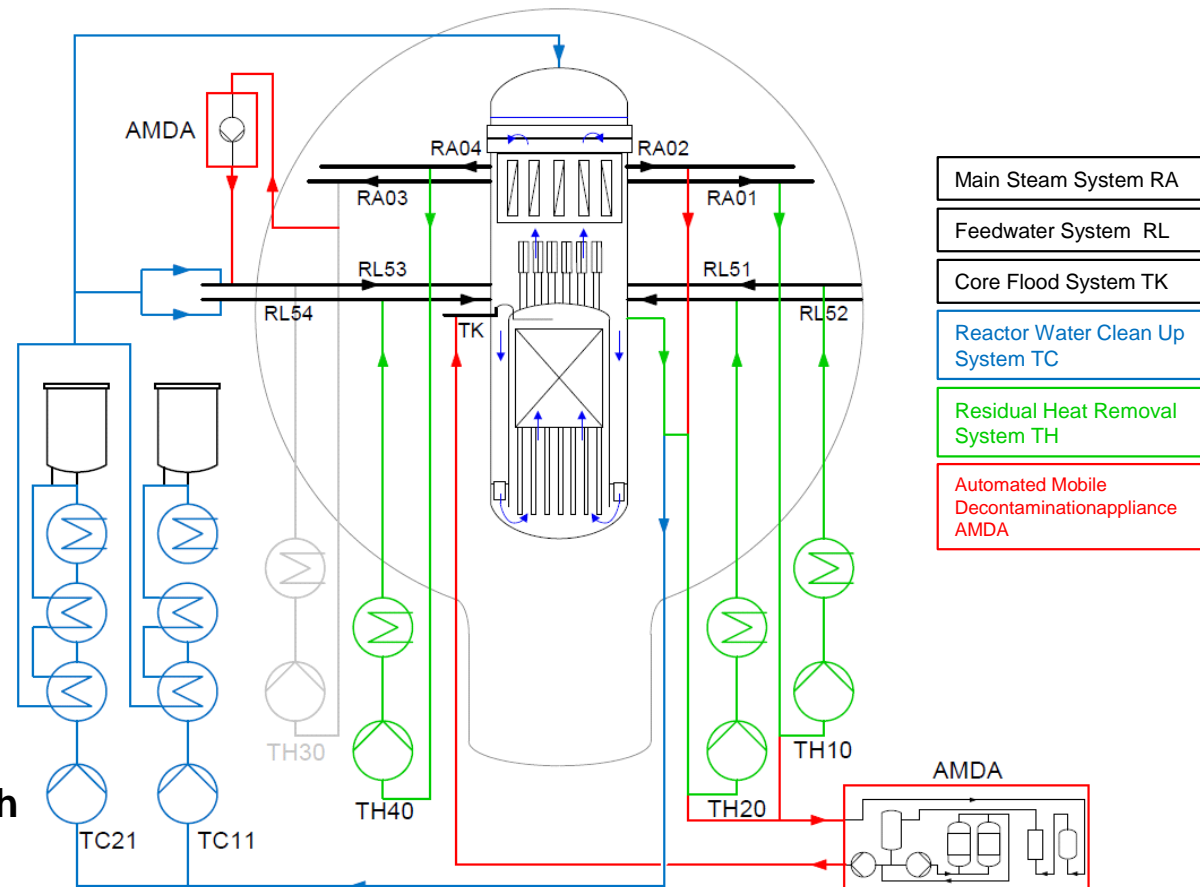 AMDA
RA04
RA02
RA03
RA01
RL53
RL51
RL54
RL52
TK
TH30
TH40
TH20
TH10
TC21
TC11
h
AMDA
Main Steam System RA
Feedwater System RL
Core Flood System TK
Reactor Water Clean Up
System TC
Residual Heat Removal
System TH
Automated Mobile
Decontaminationappliance
AMDA